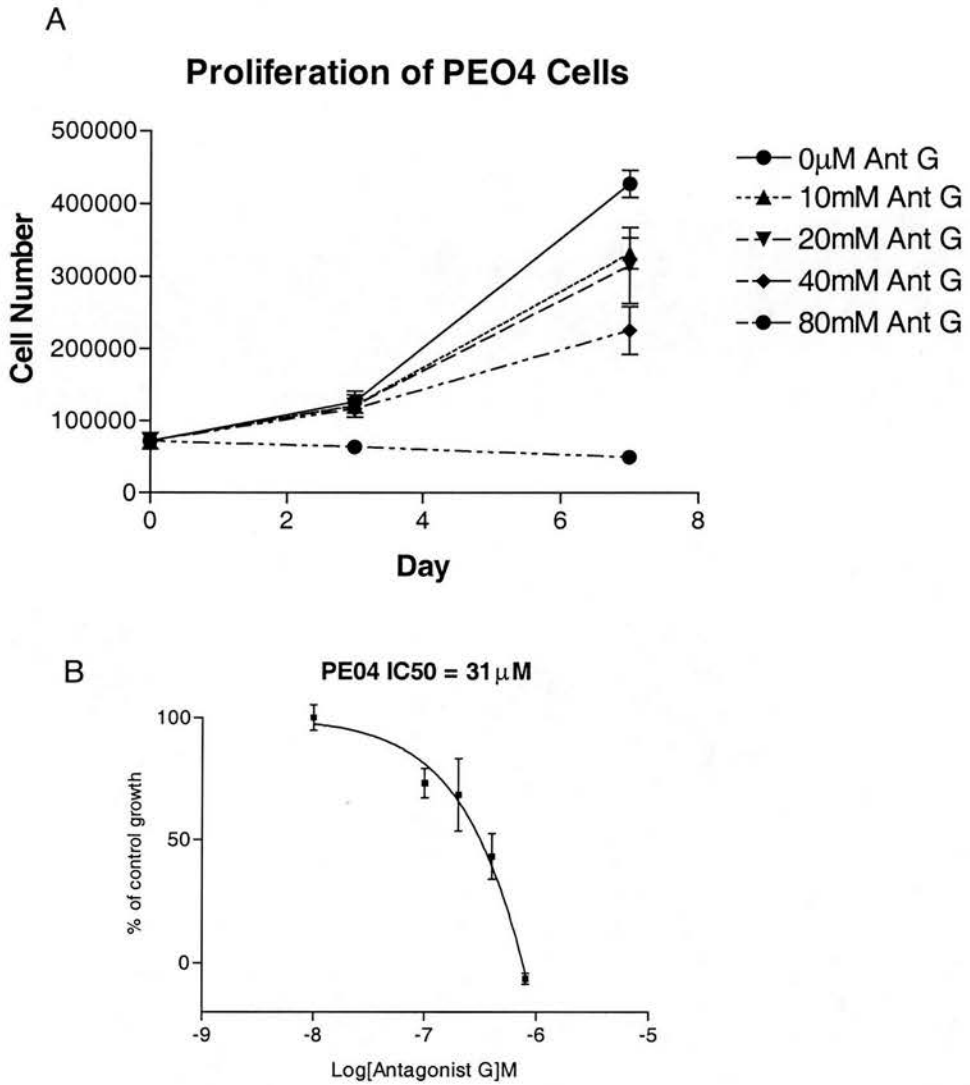 A
Proliferation of PEO4 Cells
500000
400000
300000
200000
100000
0
Cell Number
0 2 4 6 8
Day
0μM Ant G
10mM Ant G
20mM Ant G
40mM Ant G
80mM Ant G
B
PE04 IC50 = 31μM
100
50
0
% of control growth
-9 -8 -7 -6 -5
Log[Antagonist G]M